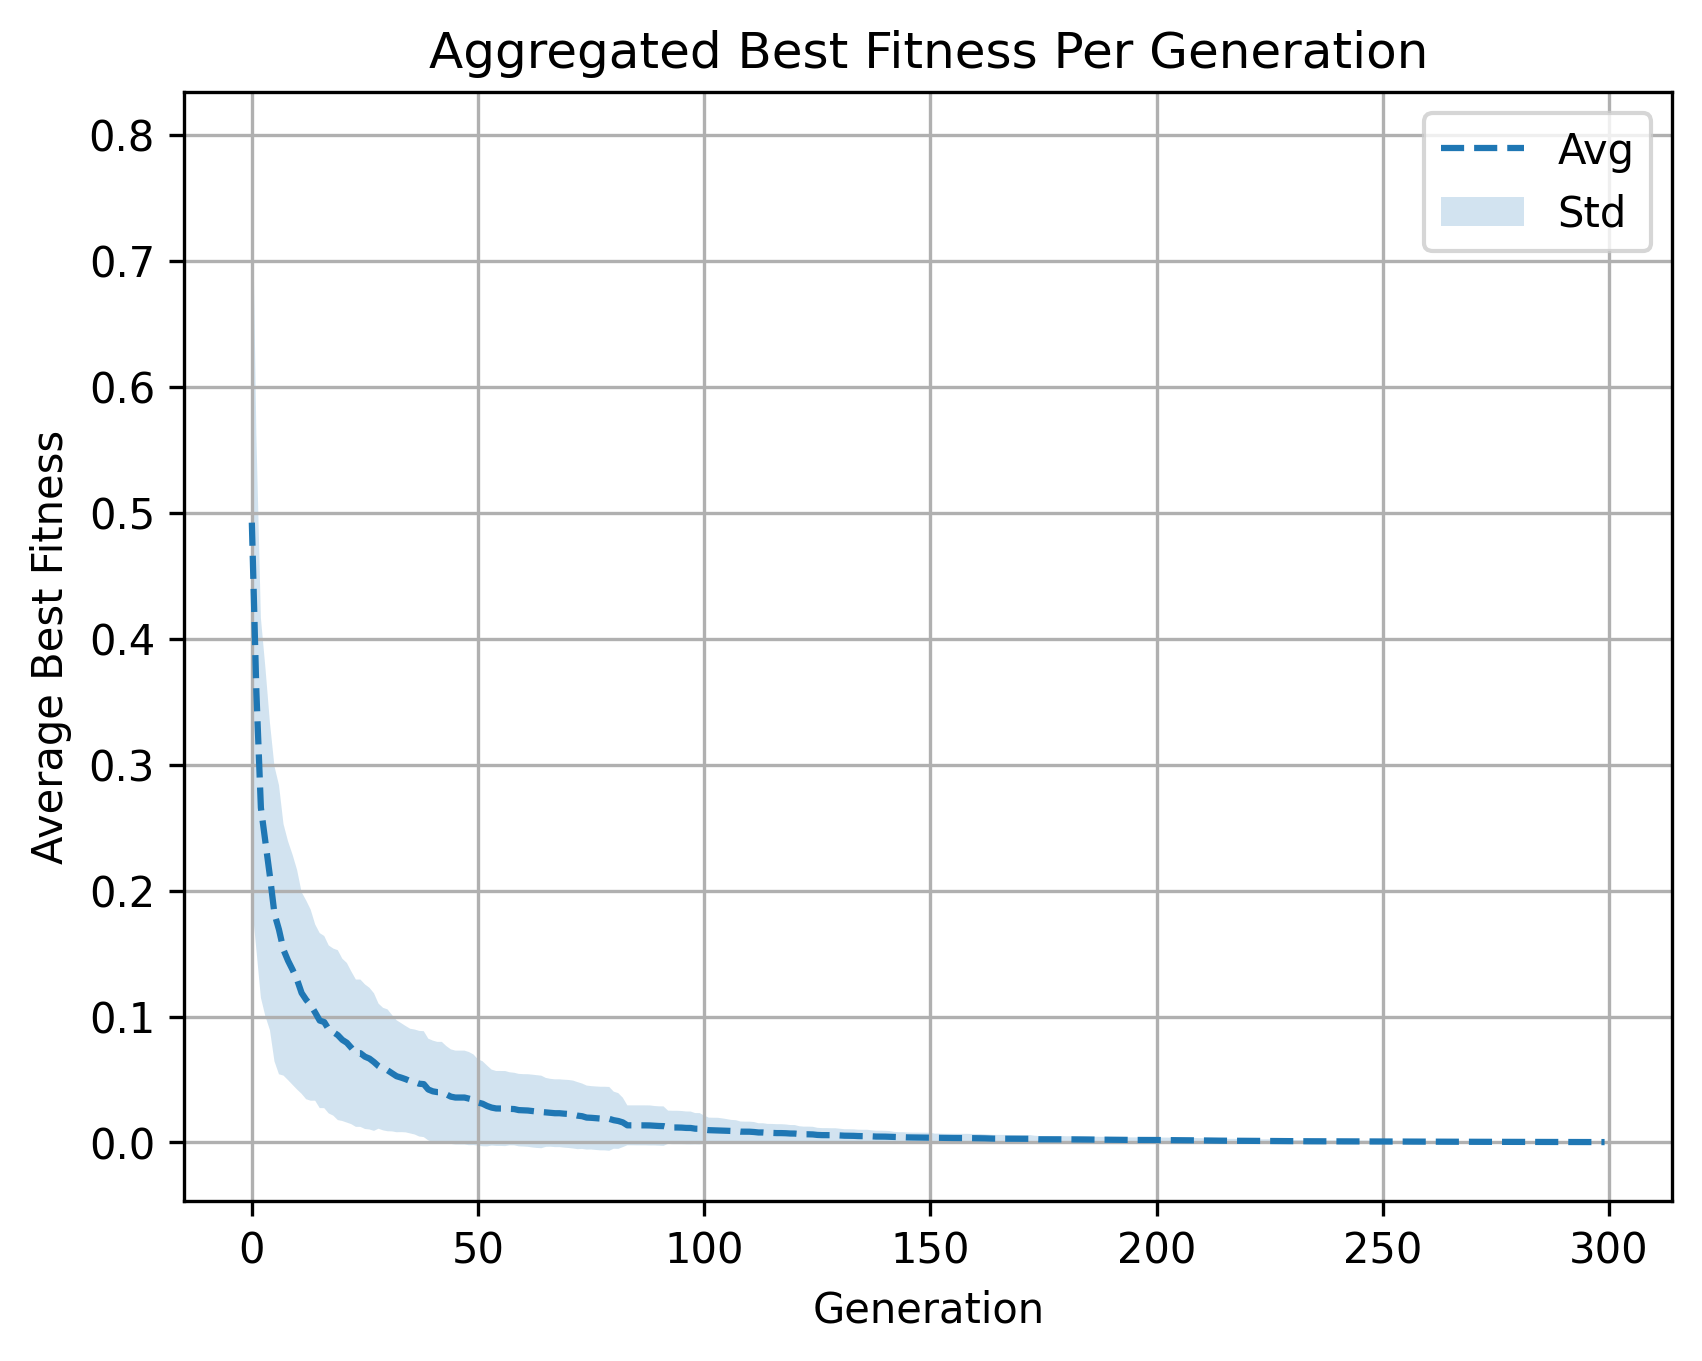 Aggregated Best Fitness Per Generation
Avg
Std
Average Best Fitness
0.8
0.7
0.6
0.5
0.4
0.3
0.2
0.1
0.0
0 50 100 150 200 250 300
Generation